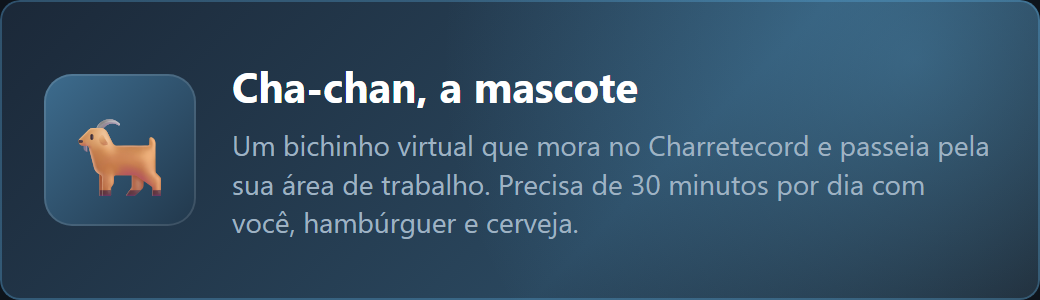 Cha-chan, a mascote
Um bichinho virtual que mora no Charretecord e passeia pela
sua área de trabalho. Precisa de 30 minutos por dia com
você, hambúrguer e cerveja.